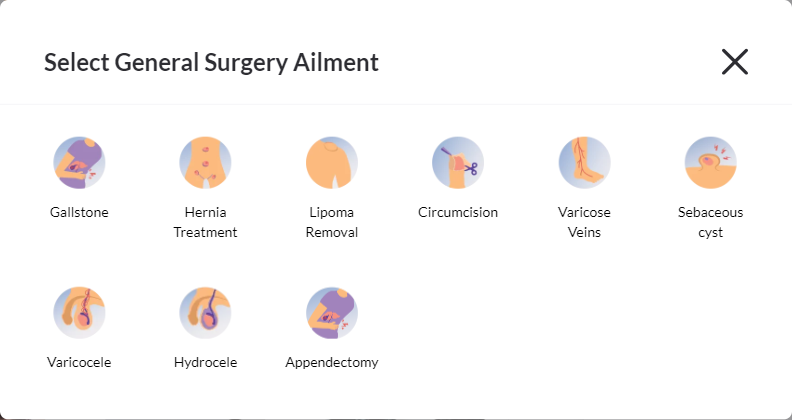 Select General Surgery Ailment
Gallstone
Hernia
Treatment
Lipoma
Removal
Circumcision
Varicose
Veins
Sebaceous
cyst
Varicocele
Hydrocele
Appendectomy